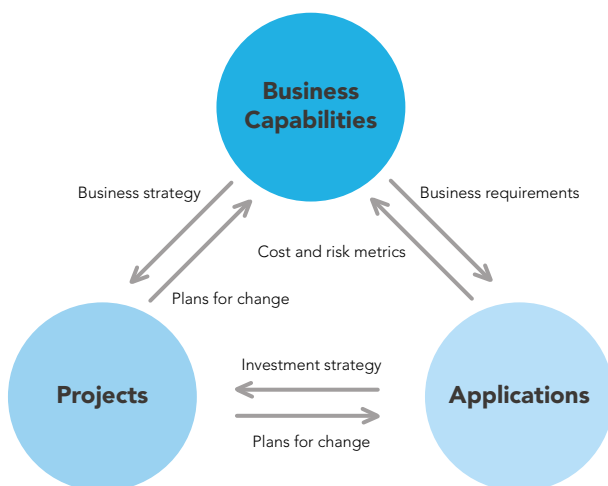 Business
Capabilities
Business strategy
Business requirements
Cost and risk metrics
Plans for change
Projects
Investment strategy
Applications
Plans for change